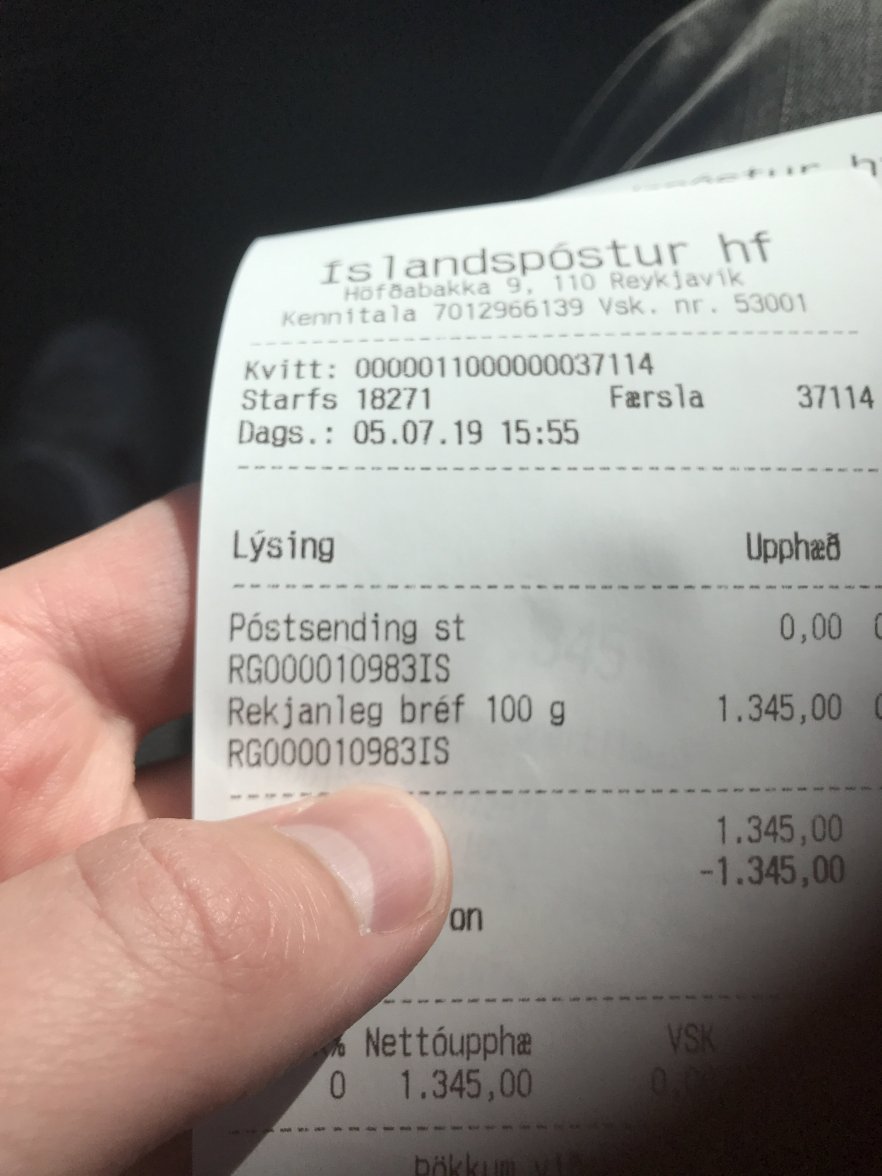 Íslandspóstur hf
Höfðabakka 9, 110 Reykjavík
Kennitala 7012966139 Vsk. nr. 53001
Kvitt: 0000011000000037114
Starfs 18271 Færsla 37114
Dags.: 05.07.19 15:55
Lýsing Upphæð
Póstsending st 0,00
RG000010983IS
Rekjanleg bréf 100 g 1.345,00
RG000010983IS
1.345,00
-1.345,00
on
% Nettóupphæ VSK
0 1.345,00
Þökkum